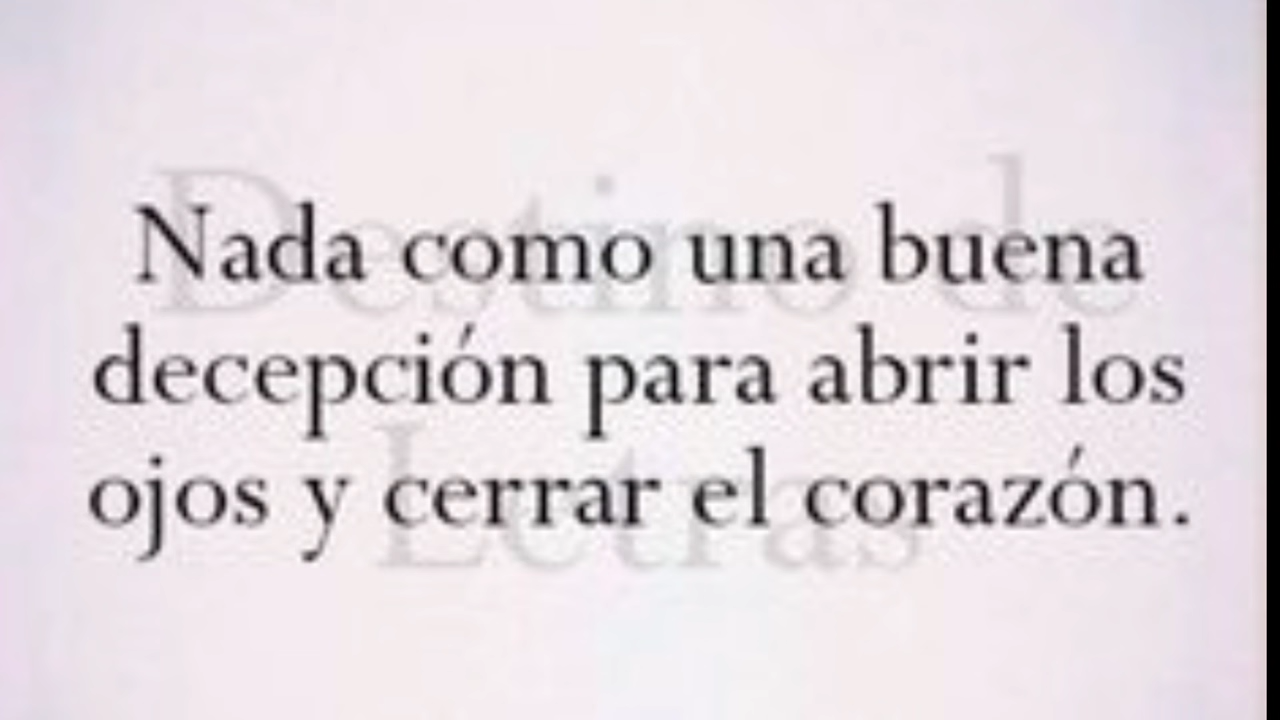 Nada como una buena
decepción para abrir los
ojos y cerrar el corazón.
Destino de
Letras